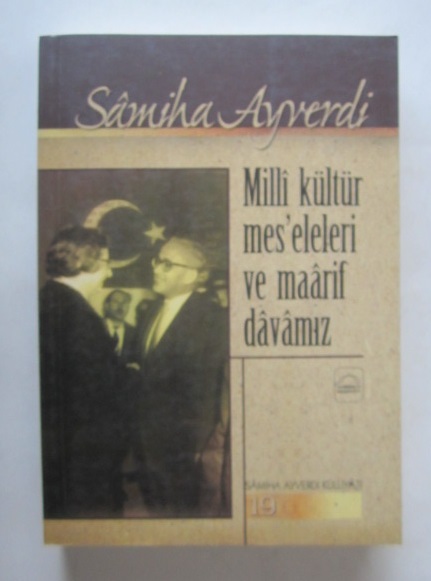 Sâmiha Ayverdi
Millî kültür
mes'eleleri
ve maârif
dâvâmız
SÂMİHA AYVERDİ KÜLLİYÂTI
19